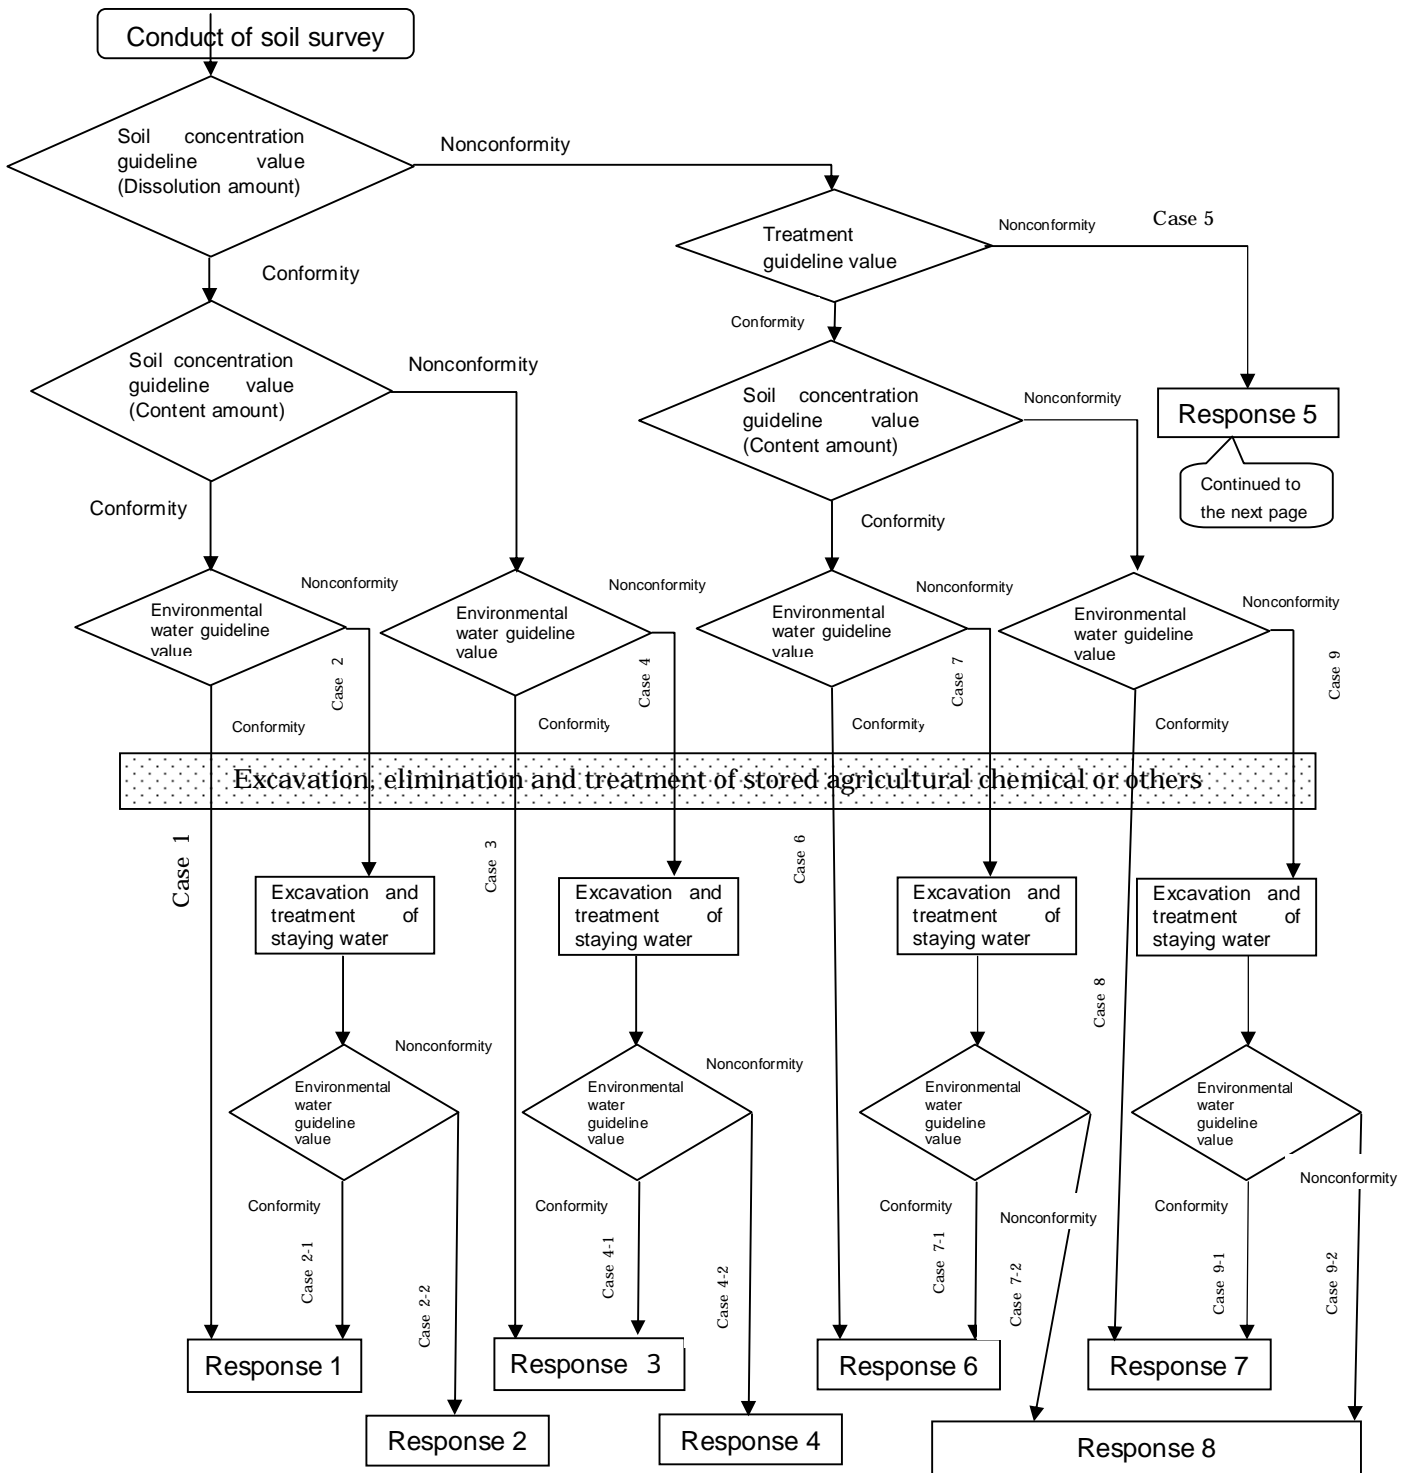 Conduct of soil survey
Soil concentration
guideline value
(Dissolution amount)
Nonconformity
Conformity
Treatment
guideline value
Nonconformity
Case 5
Conformity
Response 5
Continued to
the next page
Soil concentration
guideline value
(Content amount)
Nonconformity
Conformity
Soil concentration
guideline value
(Content amount)
Nonconformity
Conformity
Environmental
water guideline
value
Nonconformity
Case 2
Conformity
Environmental
water guideline
value
Nonconformity
Case 4
Conformity
Environmental
water guideline
value
Nonconformity
Case 7
Conformity
Environmental
water guideline
value
Nonconformity
Case 9
Conformity
Excavation, elimination and treatment of stored agricultural chemical or others
Case 1
Excavation and
treatment of
staying water
Case 3
Excavation and
treatment of
staying water
Case 6
Excavation and
treatment of
staying water
Case 8
Excavation and
treatment of
staying water
Environmental
water
guideline
value
Nonconformity
Conformity
Case 2-1
Case 2-2
Environmental
water
guideline
value
Nonconformity
Conformity
Case 4-1
Case 4-2
Environmental
water
guideline
value
Conformity
Nonconformity
Case 7-1
Case 7-2
Environmental
water
guideline
value
Nonconformity
Conformity
Case 9-1
Case 9-2
Response 1
Response 3
Response 6
Response 7
Response 2
Response 4
Response 8